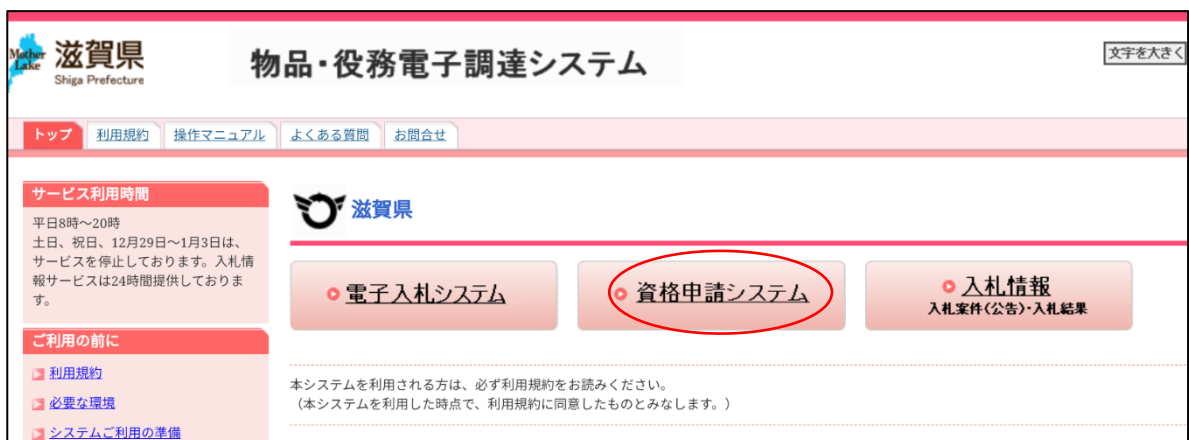 Mother Lake
滋賀県
Shiga Prefecture
物品・役務電子調達システム
文字を大きく
トップ
利用規約
操作マニュアル
よくある質問
お問合せ
サービス利用時間
平日8時～20時
土日、祝日、12月29日～1月3日は、
サービスを停止しております。入札情
報サービスは24時間提供しておりま
す。
ご利用の前に
利用規約
必要な環境
システムご利用の準備
滋賀県
電子入札システム
資格申請システム
入札情報
入札案件(公告)・入札結果
本システムを利用される方は、必ず利用規約をお読みください。
（本システムを利用した時点で、利用規約に同意したものとみなします。）